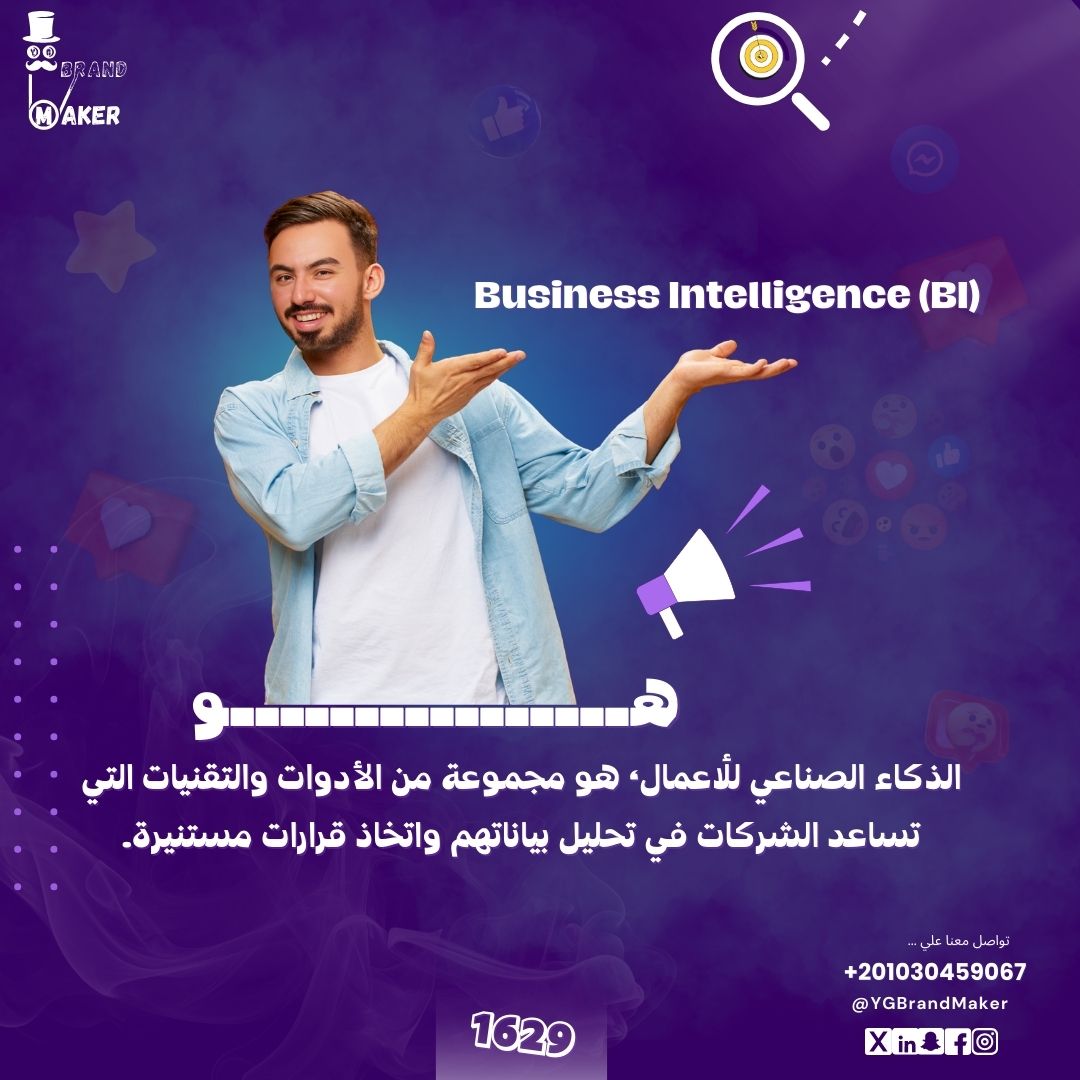 BRAND
MAKER
Business Intelligence (BI)
هـــــــــــــــــو
الذكاء الصناعي للأعمال، هو مجموعة من الأدوات والتقنيات التي
تساعد الشركات في تحليل بياناتهم واتخاذ قرارات مستنيرة.
تواصل معنا علي ...
+201030459067
@YGBrandMaker
1629